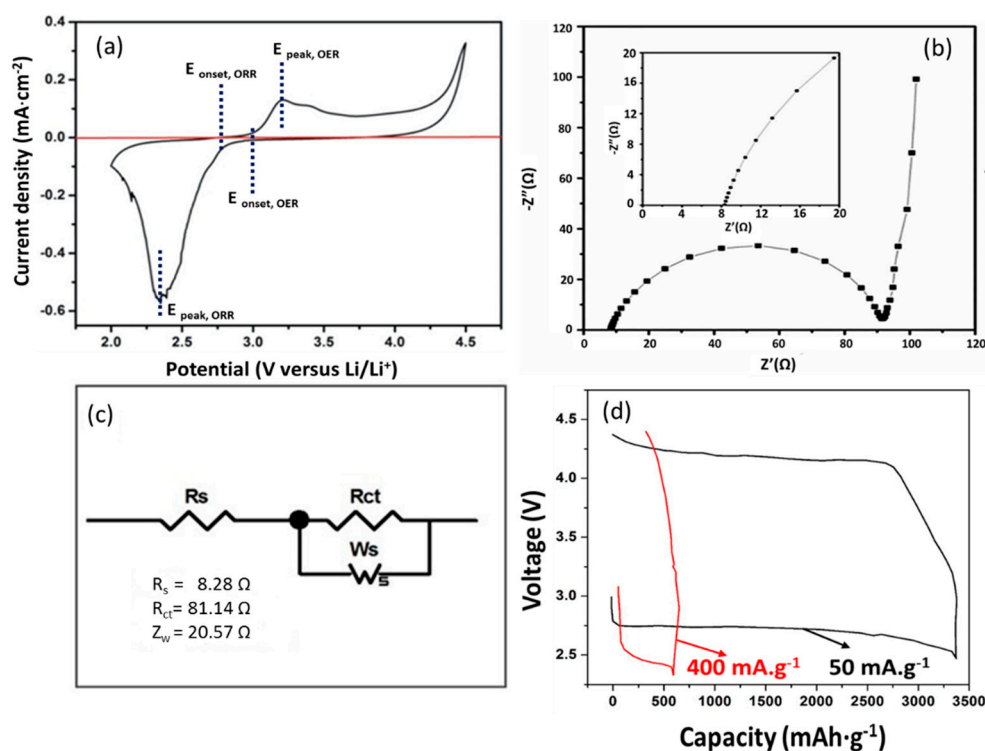 (a)
0.4
0.2
0.0
-0.2
-0.4
-0.6
Current density (mA·cm⁻²)
E onset, ORR
E peak, OER
E onset, OER
E peak, ORR
2.0 2.5 3.0 3.5 4.0 4.5
Potential (V versus Li/Li⁺)
(b)
120
100
80
60
40
20
0
-Z″(Ω)
0 20 40 60 80 100 120
Z′(Ω)
20
16
12
8
4
0
-Z″(Ω)
0 4 8 12 16 20
Z′(Ω)
(c)
Rs
Rct
Ws
s
Rs = 8.28 Ω
Rct= 81.14 Ω
Zw = 20.57 Ω
(d)
4.5
4.0
3.5
3.0
2.5
Voltage (V)
400 mA.g⁻¹
50 mA.g⁻¹
0 500 1000 1500 2000 2500 3000 3500
Capacity (mAh·g⁻¹)